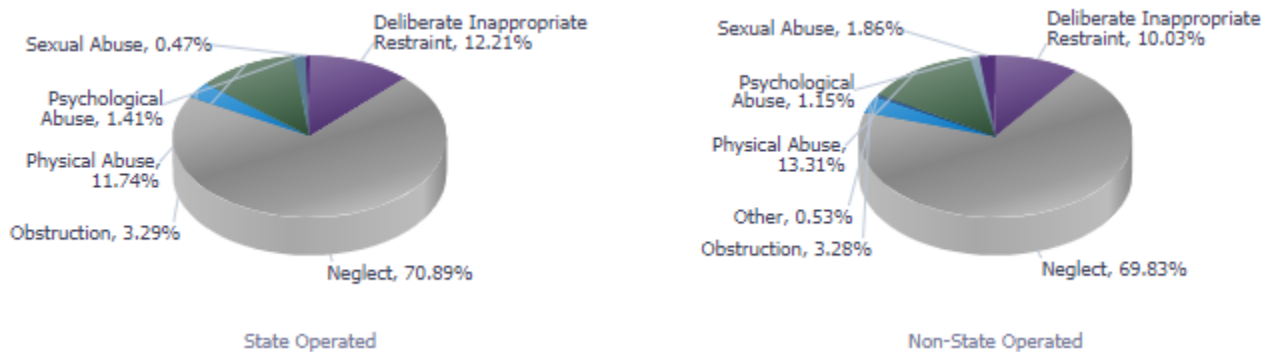 Sexual Abuse, 0.47%
Deliberate Inappropriate
Restraint, 12.21%
Psychological
Abuse, 1.41%
Physical Abuse,
11.74%
Obstruction, 3.29%
Neglect, 70.89%
State Operated
Sexual Abuse, 1.86%
Deliberate Inappropriate
Restraint, 10.03%
Psychological
Abuse, 1.15%
Physical Abuse,
13.31%
Other, 0.53%
Obstruction, 3.28%
Neglect, 69.83%
Non-State Operated